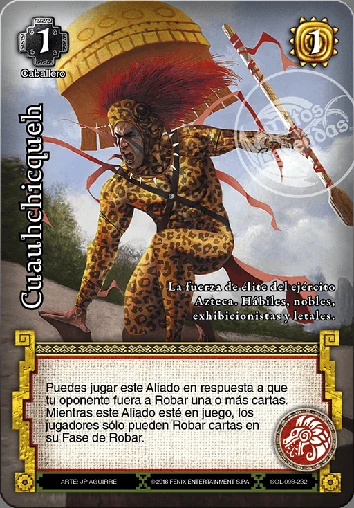 1
Caballero
1
Cuauhchicqueh
La fuerza de élite del ejército
Azteca. Hábiles, nobles,
exhibicionistas y letales.
Puedes jugar este Aliado en respuesta a que
tu oponente fuera a Robar una o más cartas.
Mientras este Aliado esté en juego, los
jugadores sólo pueden Robar cartas en
su Fase de Robar.
ARTE: JP AGUIRRE
©2016 FENIX ENTERTAINMENT S.P.A.